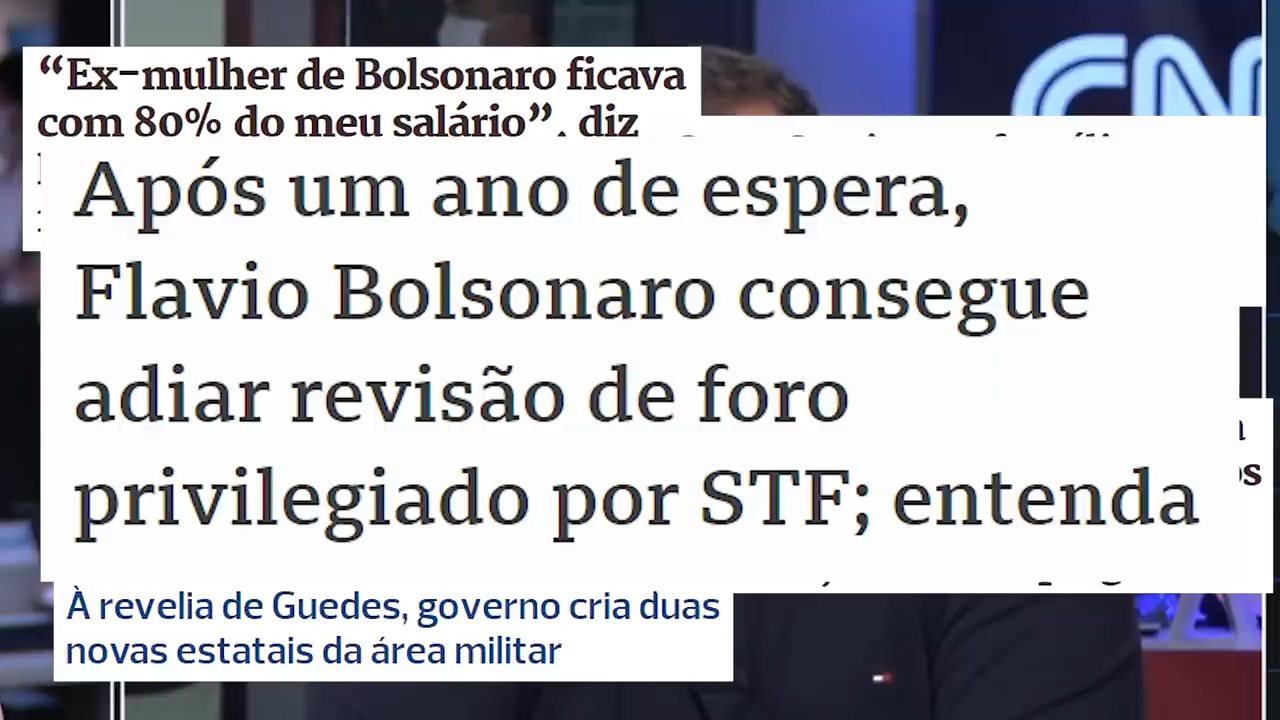 “Ex-mulher de Bolsonaro ficava
com 80% do meu salário”, diz
CN
Após um ano de espera,
Flavio Bolsonaro consegue
adiar revisão de foro
privilegiado por STF; entenda
À revelia de Guedes, governo cria duas
novas estatais da área militar